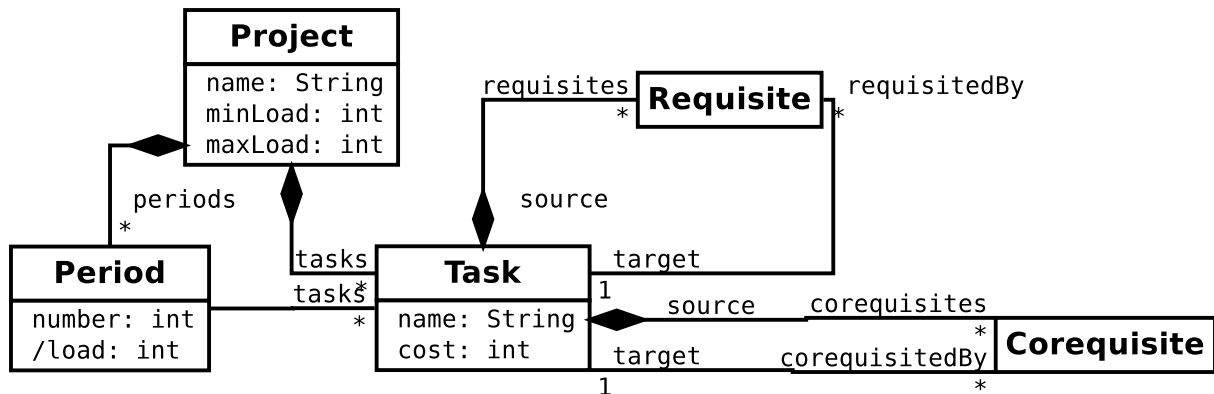 Project
name: String
minLoad: int
maxLoad: int
requisites
*
Requisite
requisitedBy
*
periods
*
source
Period
number: int
/load: int
tasks
*
tasks
*
Task
name: String
cost: int
target
1
source
corequisites
*
Corequisite
target
1
corequisitedBy
*